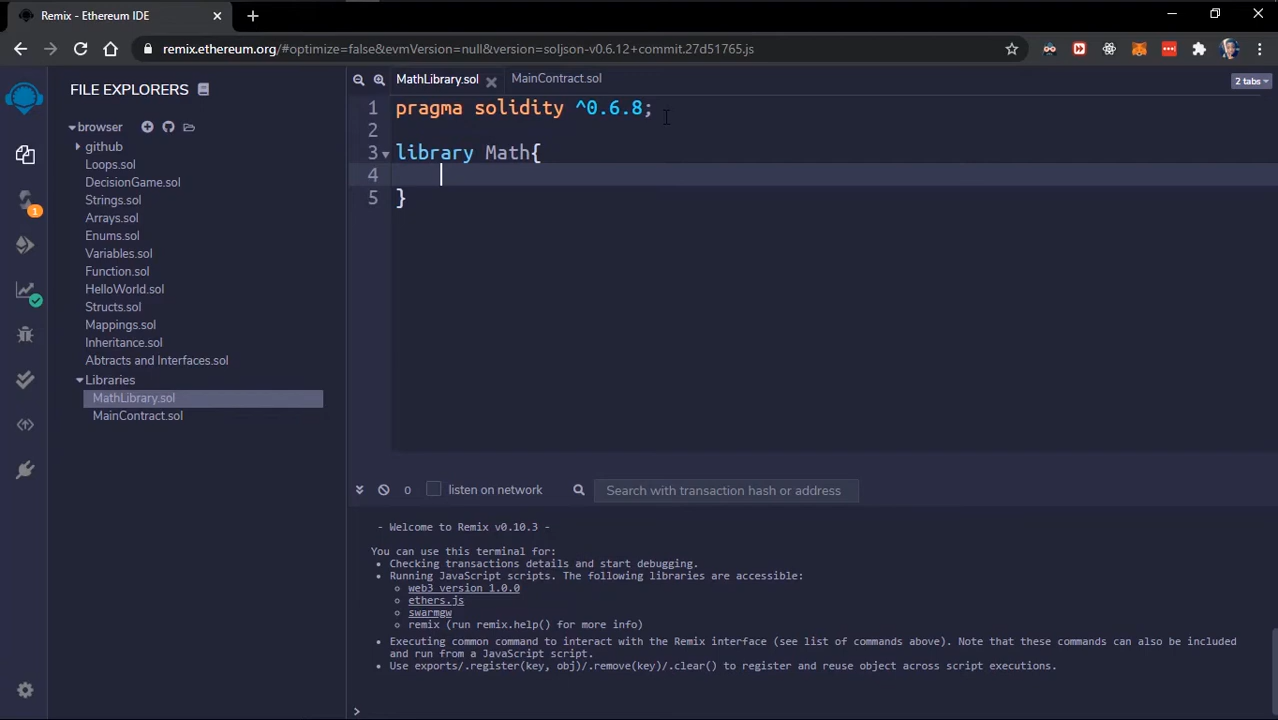 Remix - Ethereum IDE
remix.ethereum.org/#optimize=false&evmVersion=null&version=soljson-v0.6.12+commit.27d51765.js
FILE EXPLORERS
browser
github
Loops.sol
DecisionGame.sol
Strings.sol
Arrays.sol
Enums.sol
Variables.sol
Function.sol
HelloWorld.sol
Structs.sol
Mappings.sol
Inheritance.sol
Abtracts and Interfaces.sol
Libraries
MathLibrary.sol
MainContract.sol
1
MathLibrary.sol
MainContract.sol
2 tabs
1 pragma solidity ^0.6.8;
2
3 library Math{
4
5 }
0
listen on network
Search with transaction hash or address
- Welcome to Remix v0.10.3 -
You can use this terminal for:
• Checking transactions details and start debugging.
• Running JavaScript scripts. The following libraries are accessible:
○ web3 version 1.0.0
○ ethers.js
○ swarmgw
○ remix (run remix.help() for more info)
• Executing common command to interact with the Remix interface (see list of commands above). Note that these commands can also be included
and run from a JavaScript script.
• Use exports/.register(key, obj)/.remove(key)/.clear() to register and reuse object across script executions.
>